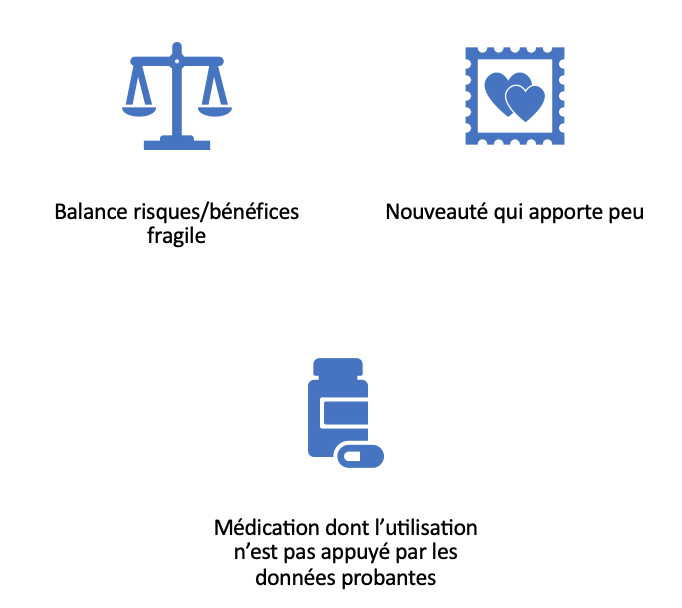 Balance risques/bénéfices
fragile
Nouveauté qui apporte peu
Médication dont l’utilisation
n’est pas appuyé par les
données probantes